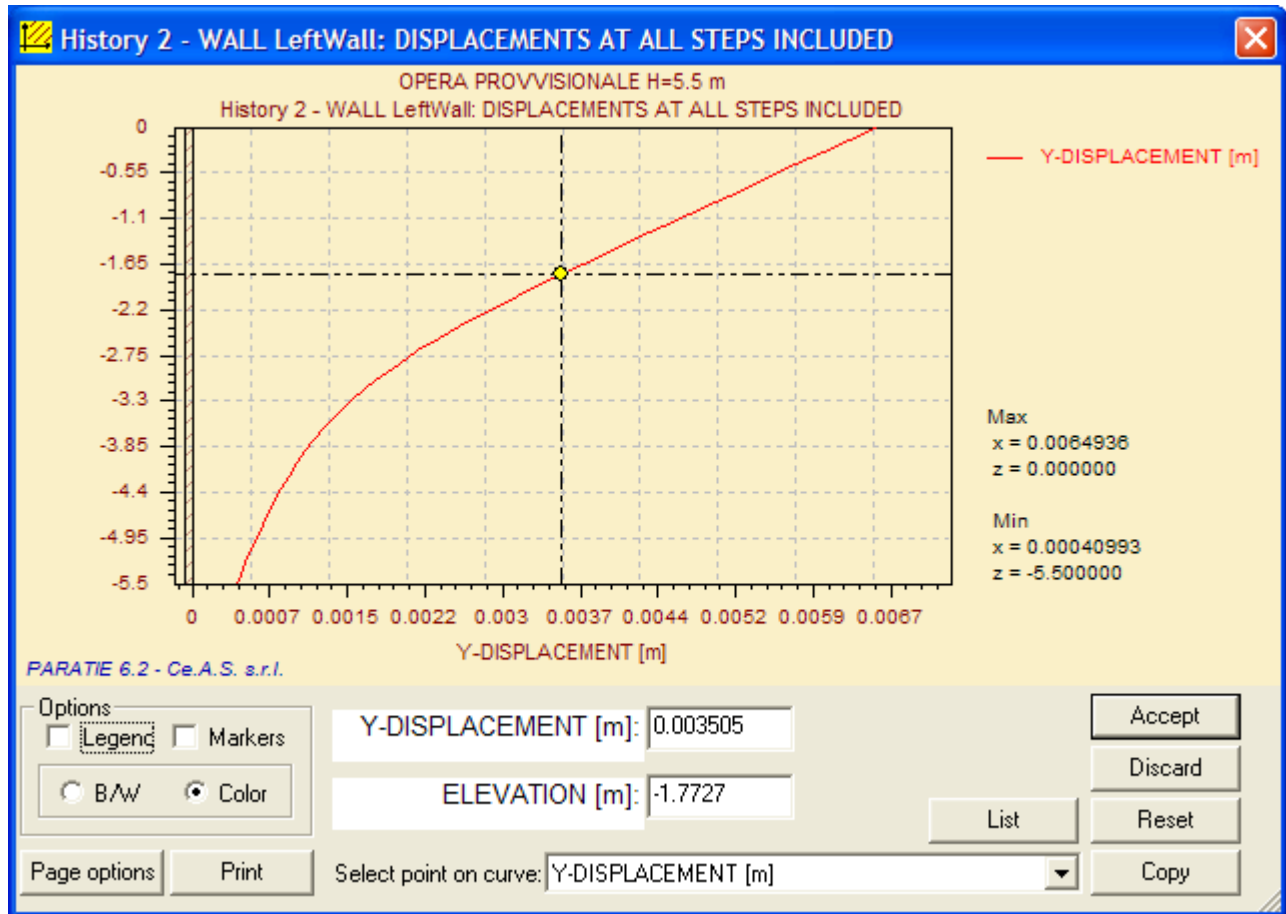 History 2 - WALL LeftWall: DISPLACEMENTS AT ALL STEPS INCLUDED
OPERA PROVVISIONALE H=5.5 m
History 2 - WALL LeftWall: DISPLACEMENTS AT ALL STEPS INCLUDED
0
-0.55
-1.1
-1.65
-2.2
-2.75
-3.3
-3.85
-4.4
-4.95
-5.5
0 0.0007 0.0015 0.0022 0.003 0.0037 0.0044 0.0052 0.0059 0.0067
Y-DISPLACEMENT [m]
Y-DISPLACEMENT [m]
Max
x = 0.0064936
z = 0.000000
Min
x = 0.00040993
z = -5.500000
PARATIE 6.2 - Ce.A.S. s.r.l.
Options
Legend Markers
B/W Color
Page options Print
Y-DISPLACEMENT [m]: 0.003505
ELEVATION [m]: -1.7727
Select point on curve: Y-DISPLACEMENT [m]
List
Accept
Discard
Reset
Copy